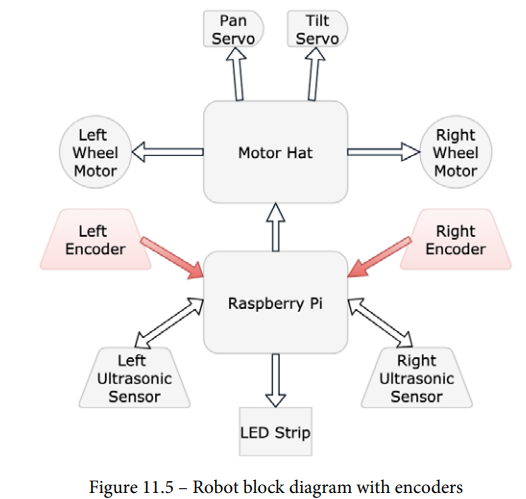 Pan
Servo
Tilt
Servo
Left
Wheel
Motor
Motor Hat
Right
Wheel
Motor
Left
Encoder
Right
Encoder
Raspberry Pi
Left
Ultrasonic
Sensor
Right
Ultrasonic
Sensor
LED Strip
Figure 11.5 – Robot block diagram with encoders